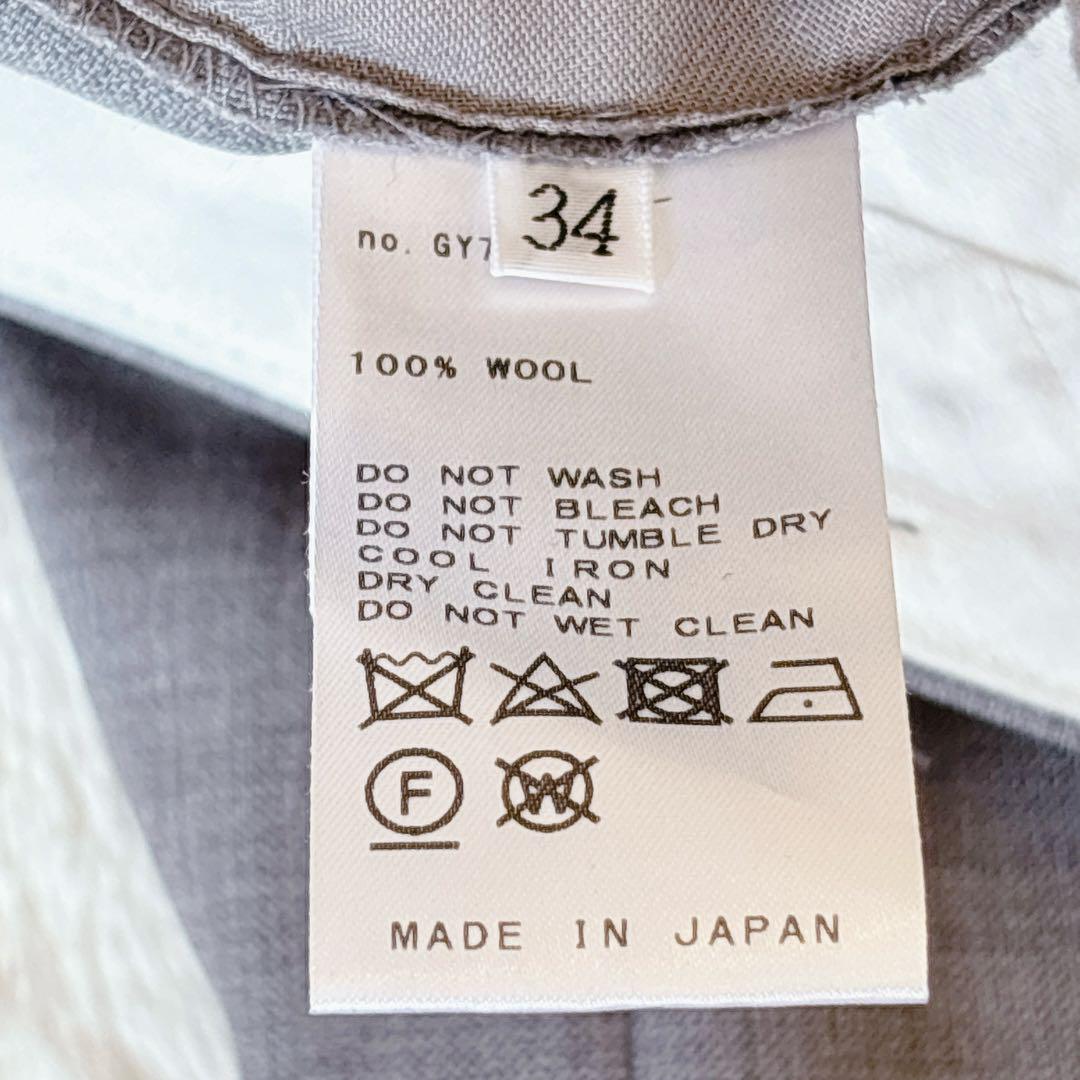 34
no. GY7
100% WOOL
DO NOT WASH
DO NOT BLEACH
DO NOT TUMBLE DRY
COOL IRON
DRY CLEAN
DO NOT WET CLEAN
F W
MADE IN JAPAN